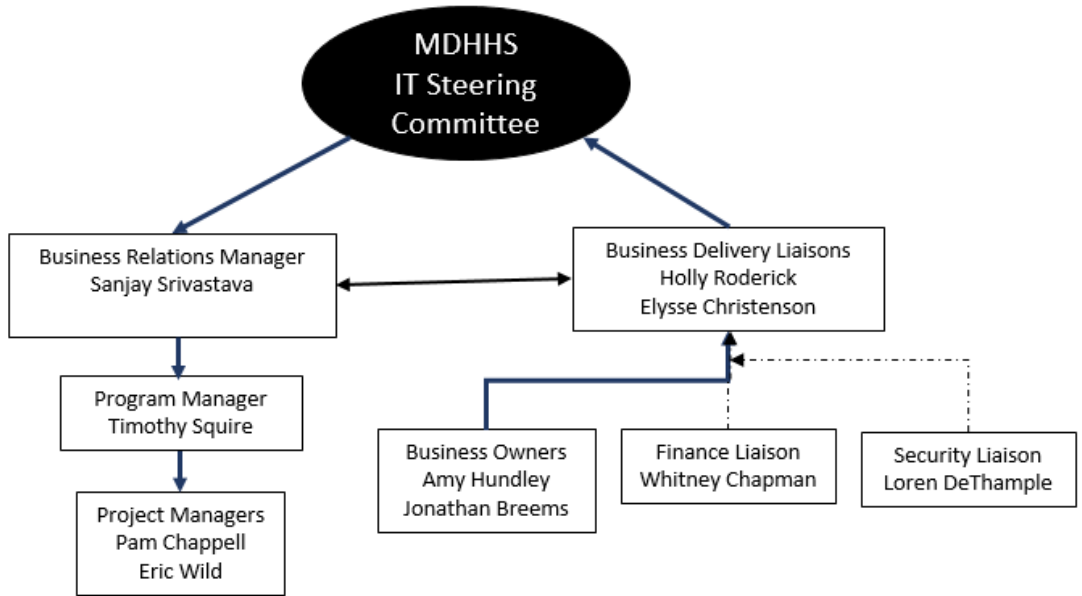 MDHHS
IT Steering
Committee
Business Relations Manager
Sanjay Srivastava
Business Delivery Liaisons
Holly Roderick
Elysse Christenson
Program Manager
Timothy Squire
Business Owners
Amy Hundley
Jonathan Breems
Finance Liaison
Whitney Chapman
Security Liaison
Loren DeThample
Project Managers
Pam Chappell
Eric Wild